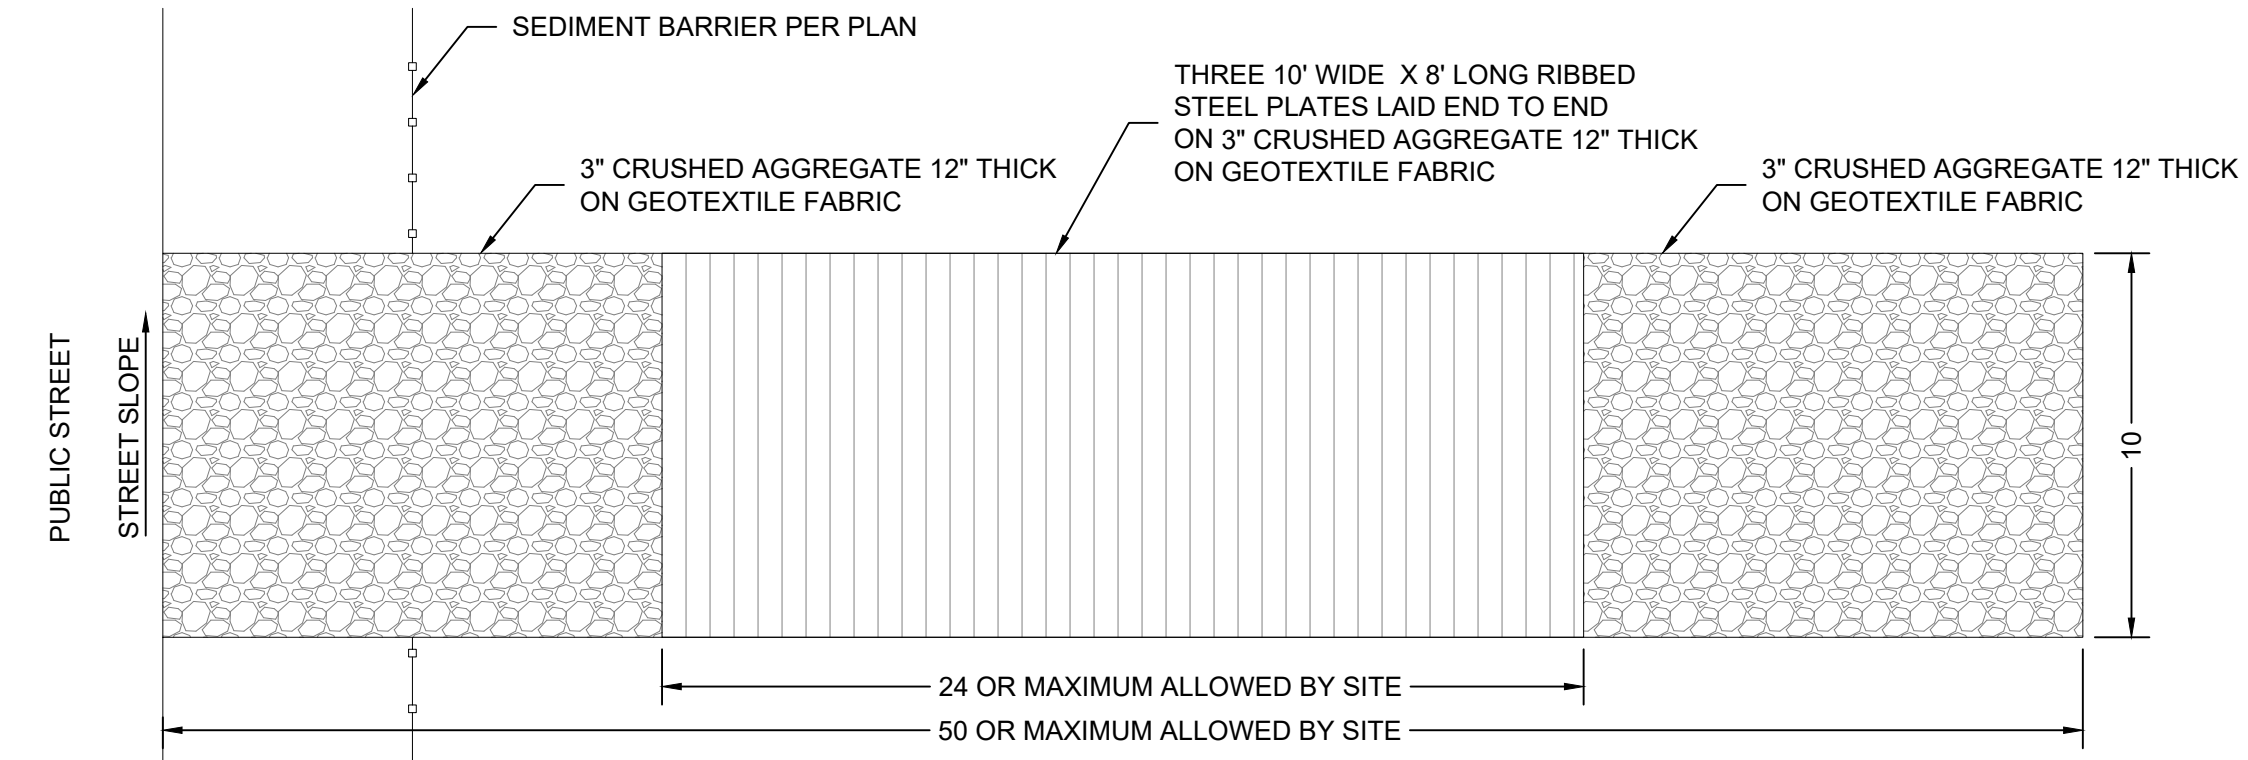 SEDIMENT BARRIER PER PLAN
THREE 10' WIDE  X 8' LONG RIBBED
STEEL PLATES LAID END TO END
ON 3" CRUSHED AGGREGATE 12" THICK
ON GEOTEXTILE FABRIC
3" CRUSHED AGGREGATE 12" THICK
ON GEOTEXTILE FABRIC
3" CRUSHED AGGREGATE 12" THICK
ON GEOTEXTILE FABRIC
PUBLIC STREET
STREET SLOPE
10
24 OR MAXIMUM ALLOWED BY SITE
50 OR MAXIMUM ALLOWED BY SITE